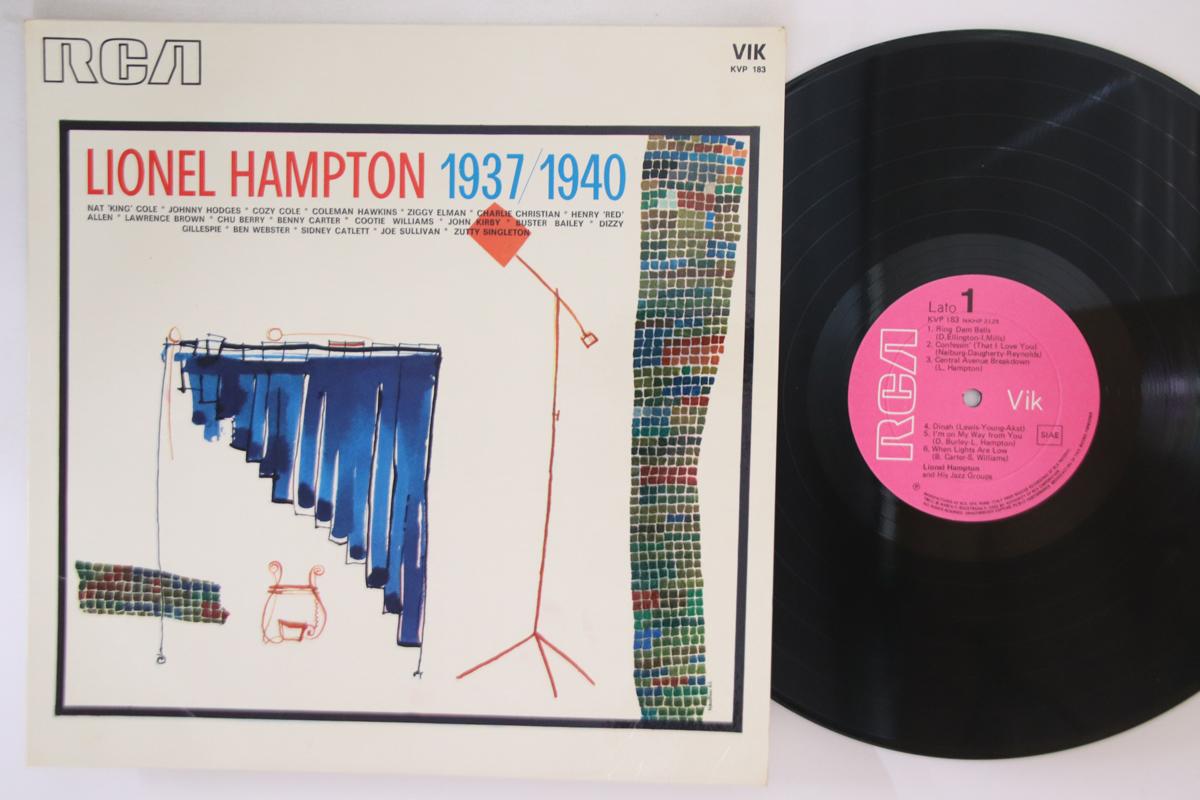 RCA
VIK
KVP 183
LIONEL HAMPTON 1937/1940
NAT 'KING' COLE * JOHNNY HODGES * COZY COLE * COLEMAN HAWKINS * ZIGGY ELMAN * CHARLIE CHRISTIAN * HENRY 'RED'
ALLEN * LAWRENCE BROWN * CHU BERRY * BENNY CARTER * COOTIE WILLIAMS * JOHN KIRBY * BUSTER BAILEY * DIZZY
GILLESPIE * BEN WEBSTER * SIDNEY CATLETT * JOE SULLIVAN * ZUTTY SINGLETON
RCA
Lato 1
KVP 183
1. Ring Dem Bells
(D. Ellington-I. Mills)
2. Confessin' (That I Love You)
(Neiburg-Daugherty-Reynolds)
3. Central Avenue Breakdown
(L. Hampton)
Vik
4. Dinah (Lewis-Young-Akst)
5. I'm on My Way from You
(D. Burley-L. Hampton)
6. When Lights Are Low
(B. Carter-S. Williams)
SIAE
Lionel Hampton
and His Jazz Groups